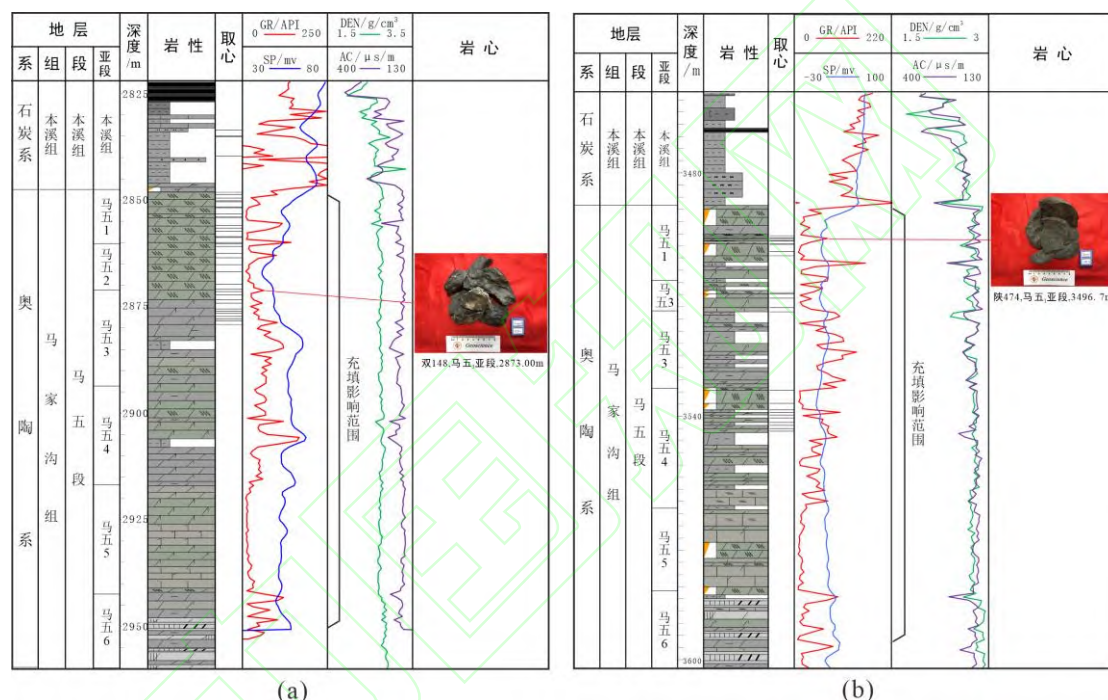 地 层
深度/m
岩 性
取心
GR/API
0 250
SP/mv
30 80
DEN/g/cm³
1.5 3.5
AC/μs/m
400 130
岩 心
系 组 段 亚段
石炭系
本溪组
本溪组
本溪组
奥陶系
马家沟组
马五段
马五1
马五2
马五3
马五4
马五5
马五6
2825
2850
2875
2900
2925
2950
充填影响范围
双148,马五,亚段,2873.00m
(a)
地层
深度/m
岩 性
取心
GR/API
0 220
SP/mv
-30 100
DEN/g/cm³
1.5 3
AC/μs/m
400 130
岩 心
系 组 段 亚段
石炭系
本溪组
本溪组
本溪组
奥陶系
马家沟组
马五段
马五1
马五3
马五3
马五4
马五5
马五6
3480
3540
3600
充填影响范围
陕474,马五,亚段,3496. 7m
(b)